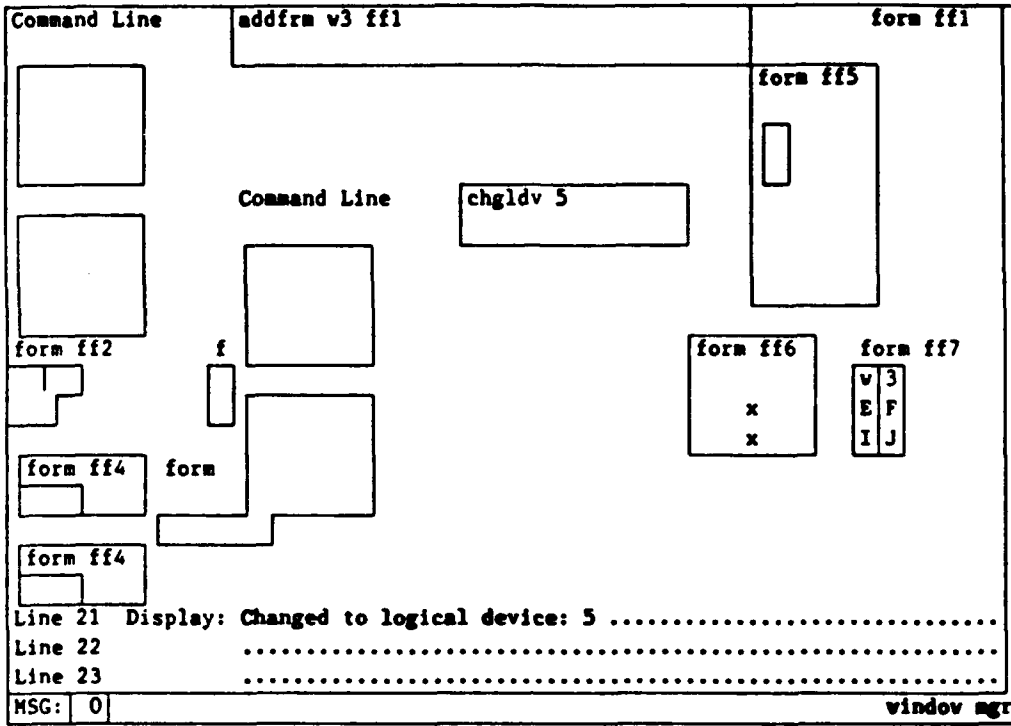 Command Line addfrm w3 ff1 form ff1
form ff5
Command Line chgldv 5
form ff2 f form ff6 form ff7
w 3
x E F
x I J
form ff4 form
form ff4
Line 21 Display: Changed to logical device: 5 ................................
Line 22 .............................................................
Line 23 .............................................................
MSG: 0 window mgr